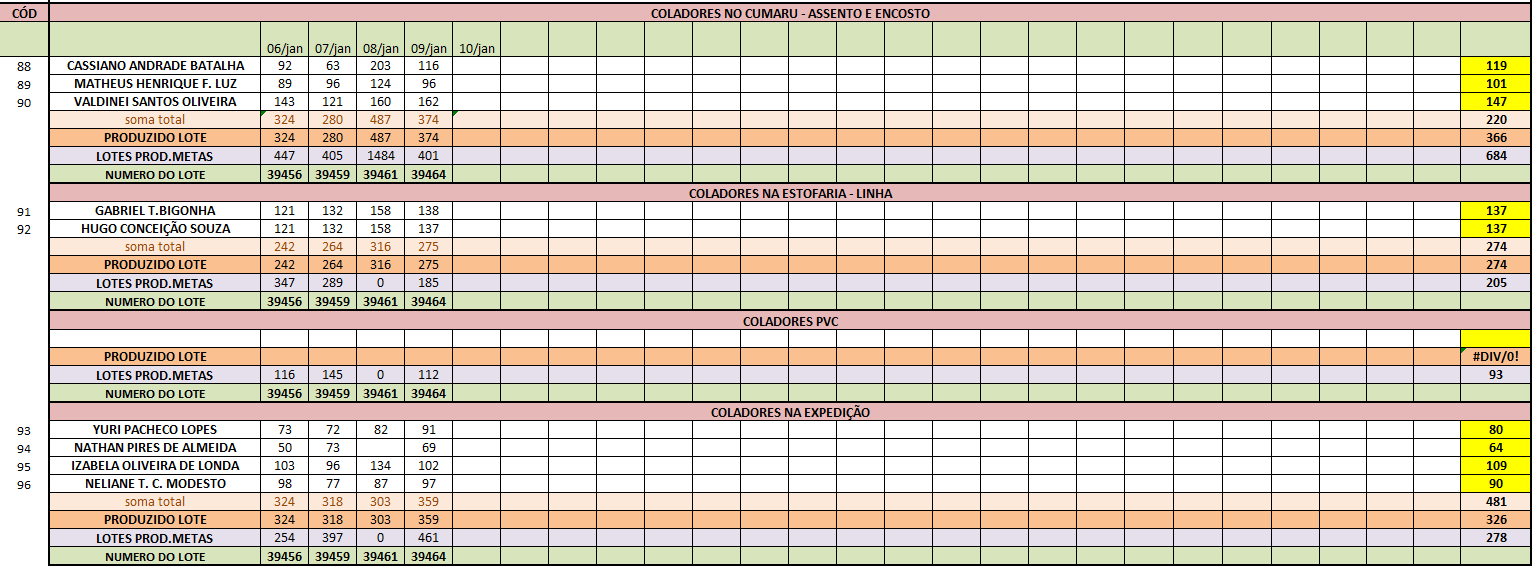 CÓD COLADORES NO CUMARU - ASSENTO E ENCOSTO
06/jan 07/jan 08/jan 09/jan 10/jan
88 CASSIANO ANDRADE BATALHA 92 63 203 116 119
89 MATHEUS HENRIQUE F. LUZ 89 96 124 96 101
90 VALDINEI SANTOS OLIVEIRA 143 121 160 162 147
soma total 324 280 487 374 220
PRODUZIDO LOTE 324 280 487 374 366
LOTES PROD.METAS 447 405 1484 401 684
NUMERO DO LOTE 39456 39459 39461 39464
COLADORES NA ESTOFARIA - LINHA
91 GABRIEL T.BIGONHA 121 132 158 138 137
92 HUGO CONCEIÇÃO SOUZA 121 132 158 137 137
soma total 242 264 316 275 274
PRODUZIDO LOTE 242 264 316 275 274
LOTES PROD.METAS 347 289 0 185 205
NUMERO DO LOTE 39456 39459 39461 39464
COLADORES PVC
PRODUZIDO LOTE #DIV/0!
LOTES PROD.METAS 116 145 0 112 93
NUMERO DO LOTE 39456 39459 39461 39464
COLADORES NA EXPEDIÇÃO
93 YURI PACHECO LOPES 73 72 82 91 80
94 NATHAN PIRES DE ALMEIDA 50 73 69 64
95 IZABELA OLIVEIRA DE LONDA 103 96 134 102 109
96 NELIANE T. C. MODESTO 98 77 87 97 90
soma total 324 318 303 359 481
PRODUZIDO LOTE 324 318 303 359 326
LOTES PROD.METAS 254 397 0 461 278
NUMERO DO LOTE 39456 39459 39461 39464